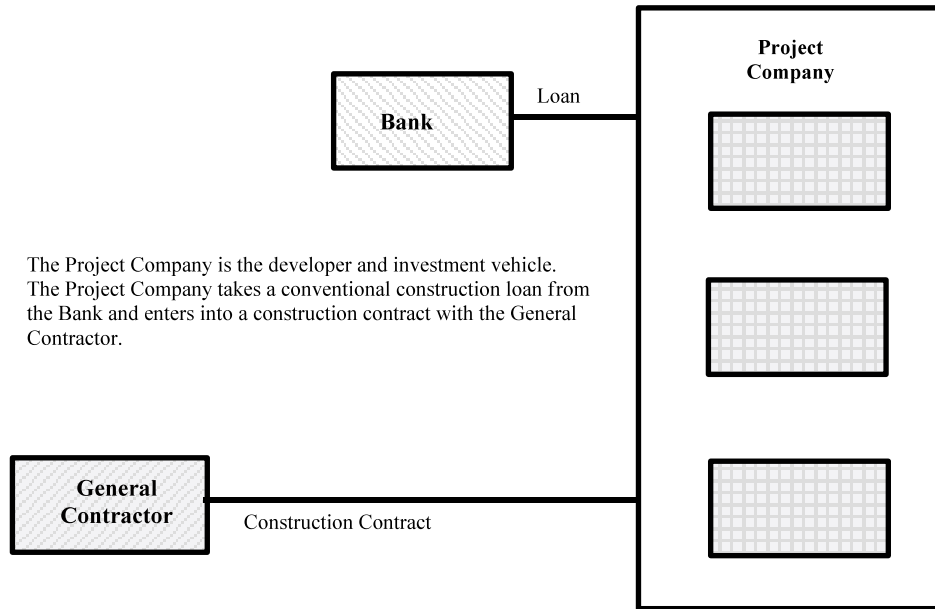 Project
Company
Loan
Bank
The Project Company is the developer and investment vehicle.
The Project Company takes a conventional construction loan from
the Bank and enters into a construction contract with the General
Contractor.
General
Contractor
Construction Contract